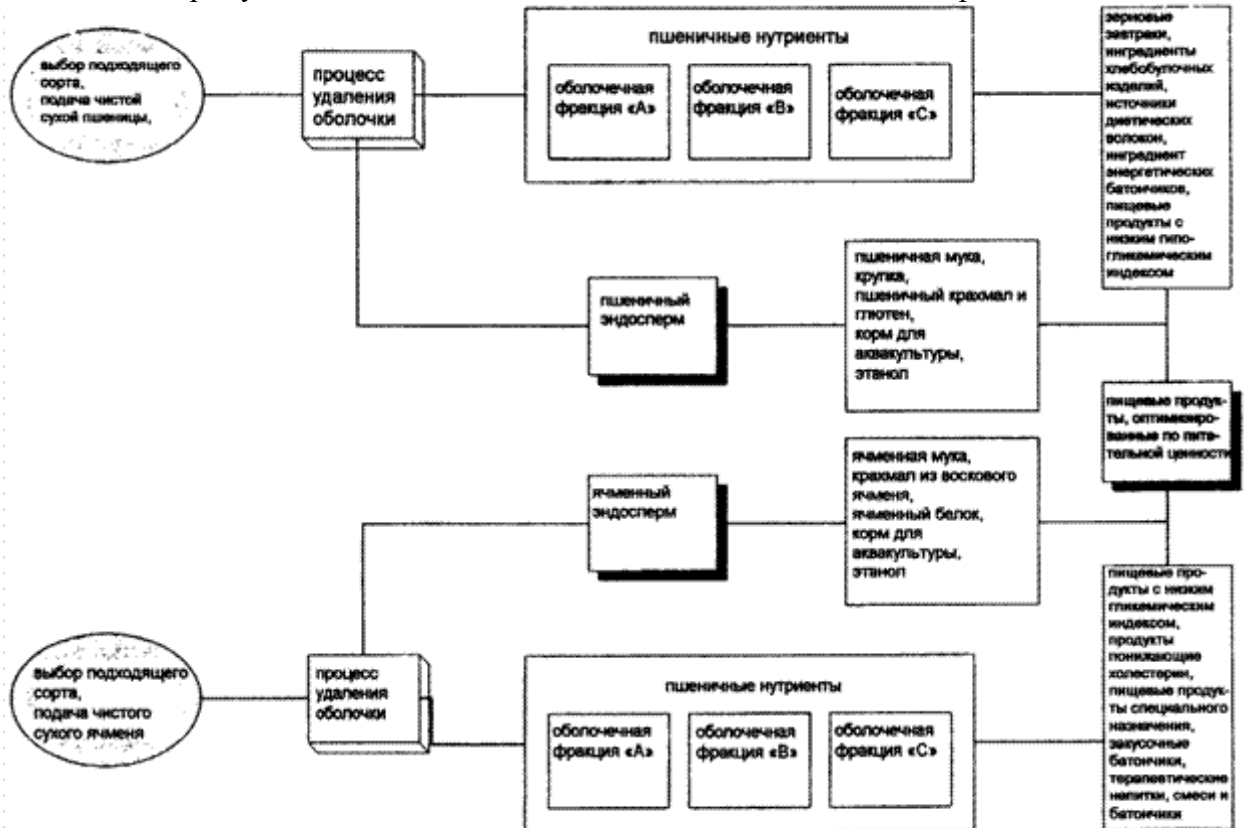 выбор подходящего
сорта,
подача чистой
сухой пшеницы,
процесс
удаления
оболочки
пшеничные нутриенты
оболочечная
фракция «А»
оболочечная
фракция «В»
оболочечная
фракция «С»
зерновые
завтраки,
ингредиенты
хлебобулочных
изделий,
источники
диетических
волокон,
ингредиент
энергетических
батончиков,
пищевые
продукты с
низким гипо-
гликемическим
индексом
пшеничный
эндосперм
пшеничная мука,
крупка,
пшеничный крахмал и
глютен,
корм для
аквакультуры,
этанол
пищевые продук-
ты, оптимизиро-
ванные по пита-
тельной ценности
ячменный
эндосперм
ячменная мука,
крахмал из воскового
ячменя,
ячменный белок,
корм для
аквакультуры,
этанол
выбор подходящего
сорта,
подача чистого
сухого ячменя
процесс
удаления
оболочки
пшеничные нутриенты
оболочечная
фракция «А»
оболочечная
фракция «В»
оболочечная
фракция «С»
пищевые про-
дукты с низким
гликемическим
индексом,
продукты
понижающие
холестерин,
пищевые продук-
ты специального
назначения,
закусочные
батончики,
терапевтические
напитки, смеси и
батончики